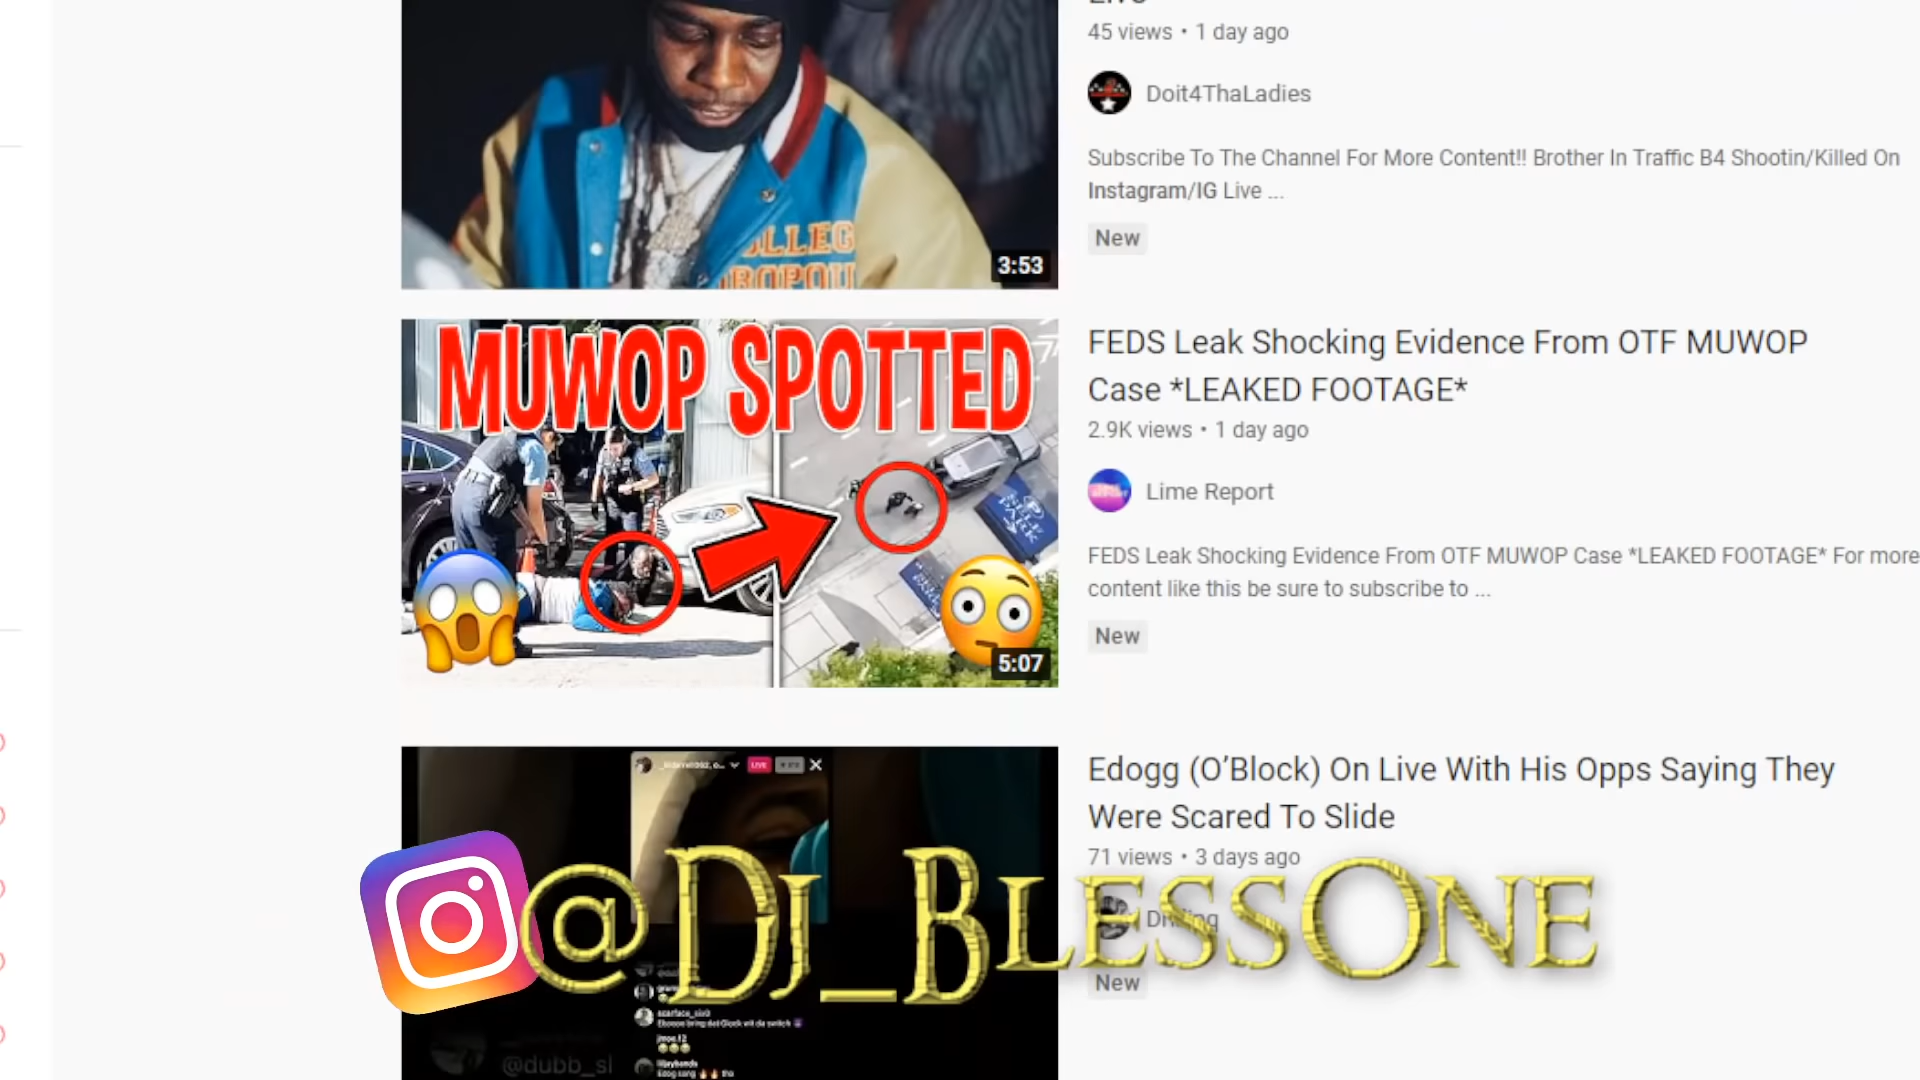 45 views • 1 day ago
Doit4ThaLadies
Subscribe To The Channel For More Content!! Brother In Traffic B4 Shootin/Killed On
Instagram/IG Live ...
New
3:53
MUWOP SPOTTED
5:07
FEDS Leak Shocking Evidence From OTF MUWOP
Case *LEAKED FOOTAGE*
2.9K views • 1 day ago
Lime Report
FEDS Leak Shocking Evidence From OTF MUWOP Case *LEAKED FOOTAGE* For more
content like this be sure to subscribe to ...
New
Edogg (O’Block) On Live With His Opps Saying They
Were Scared To Slide
71 views • 3 days ago
New
LIVE
@Dj_BlessOne
@dubb_sl